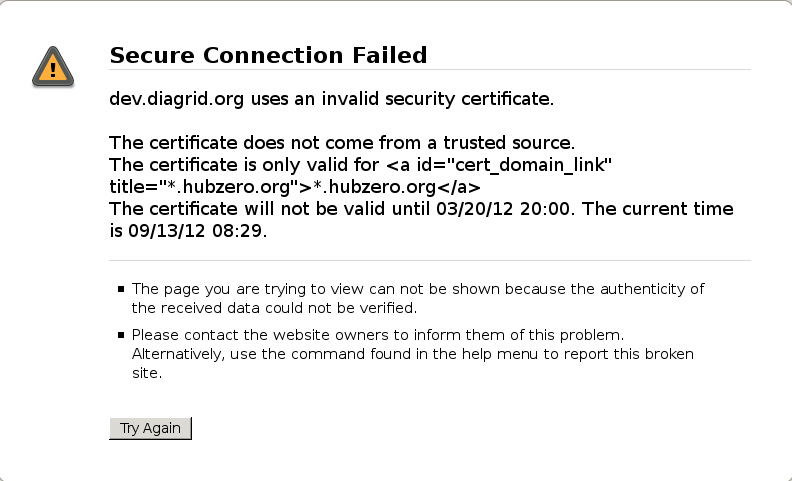 Secure Connection Failed
dev.diagrid.org uses an invalid security certificate.
The certificate does not come from a trusted source.
The certificate is only valid for <a id="cert_domain_link"
title="*.hubzero.org">*.hubzero.org</a>
The certificate will not be valid until 03/20/12 20:00. The current time
is 09/13/12 08:29.
The page you are trying to view can not be shown because the authenticity of
the received data could not be verified.
Please contact the website owners to inform them of this problem.
Alternatively, use the command found in the help menu to report this broken
site.
Try Again